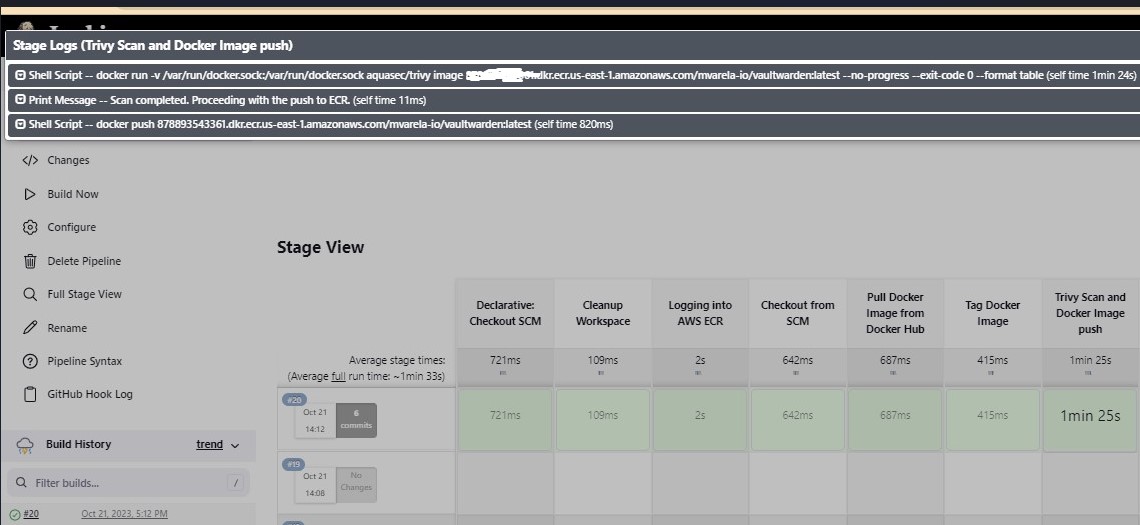 Stage Logs (Trivy Scan and Docker Image push)
Shell Script -- docker run -v /var/run/docker.sock:/var/run/docker.sock aquasec/trivy image dkr.ecr.us-east-1.amazonaws.com/mvarela-io/vaultwarden:latest --no-progress --exit-code 0 --format table (self time 1min 24s)
Print Message -- Scan completed. Proceeding with the push to ECR. (self time 11ms)
Shell Script -- docker push 878893543361.dkr.ecr.us-east-1.amazonaws.com/mvarela-io/vaultwarden:latest (self time 820ms)
</> Changes
Build Now
Configure
Delete Pipeline
Full Stage View
Rename
Pipeline Syntax
GitHub Hook Log
Build History trend
Filter builds... /
#20 Oct 21, 2023, 5:12 PM
Stage View
Declarative: Checkout SCM
Cleanup Workspace
Logging into AWS ECR
Checkout from SCM
Pull Docker Image from Docker Hub
Tag Docker Image
Trivy Scan and Docker Image push
Average stage times: 721ms 109ms 2s 642ms 687ms 415ms 1min 25s
(Average full run time: ~1min 33s)
#20
Oct 21 14:12
6 commits
721ms 109ms 2s 642ms 687ms 415ms 1min 25s
#19
Oct 21 14:08
No Changes